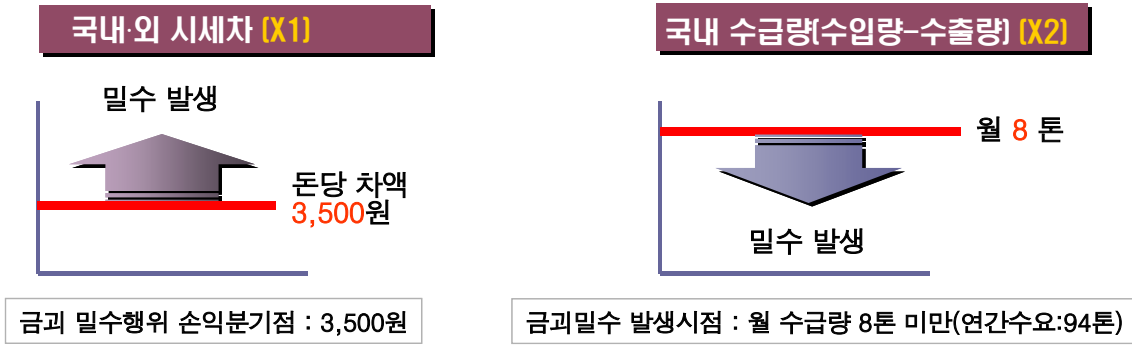 국내·외 시세차 (X1)
밀수 발생
돈당 차액
3,500원
금괴 밀수행위 손익분기점 : 3,500원
국내 수급량(수입량-수출량) (X2)
월 8 톤
밀수 발생
금괴밀수 발생시점 : 월 수급량 8톤 미만(연간수요:94톤)